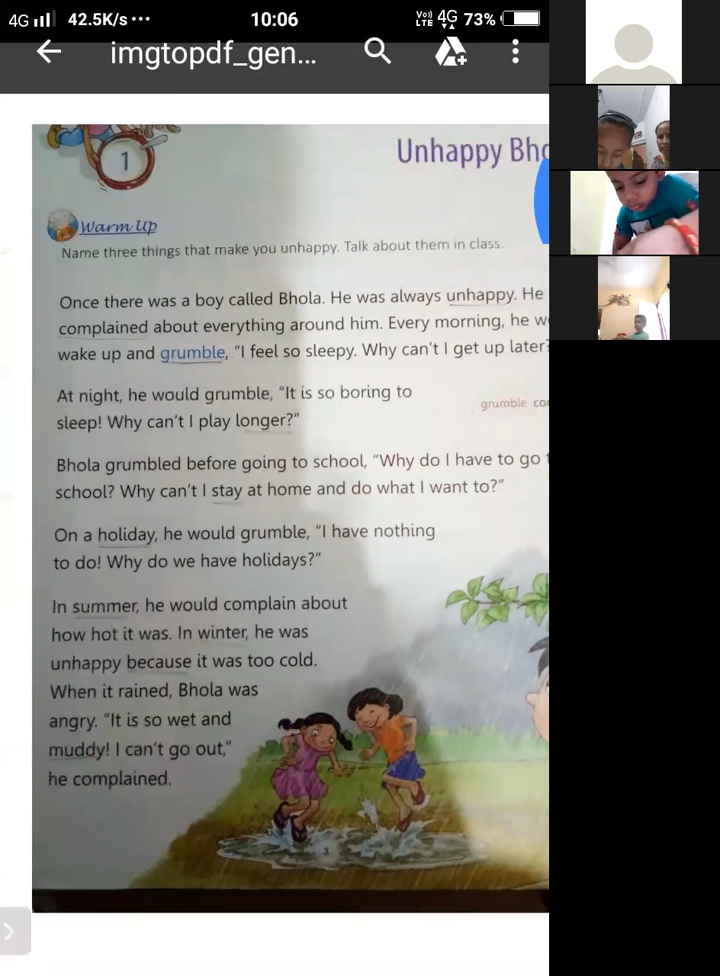 4G 42.5K/s ••• 10:06 Vo)) LTE 4G 73%
imgtopdf_gen...
1
Unhappy Bho
Warm Up
Name three things that make you unhappy. Talk about them in class.
Once there was a boy called Bhola. He was always unhappy. He
complained about everything around him. Every morning, he w
wake up and grumble, “I feel so sleepy. Why can’t I get up later?
At night, he would grumble, “It is so boring to
sleep! Why can’t I play longer?”
grumble co
Bhola grumbled before going to school, “Why do I have to go t
school? Why can’t I stay at home and do what I want to?”
On a holiday, he would grumble, “I have nothing
to do! Why do we have holidays?”
In summer, he would complain about
how hot it was. In winter, he was
unhappy because it was too cold.
When it rained, Bhola was
angry. “It is so wet and
muddy! I can’t go out,”
he complained.
3